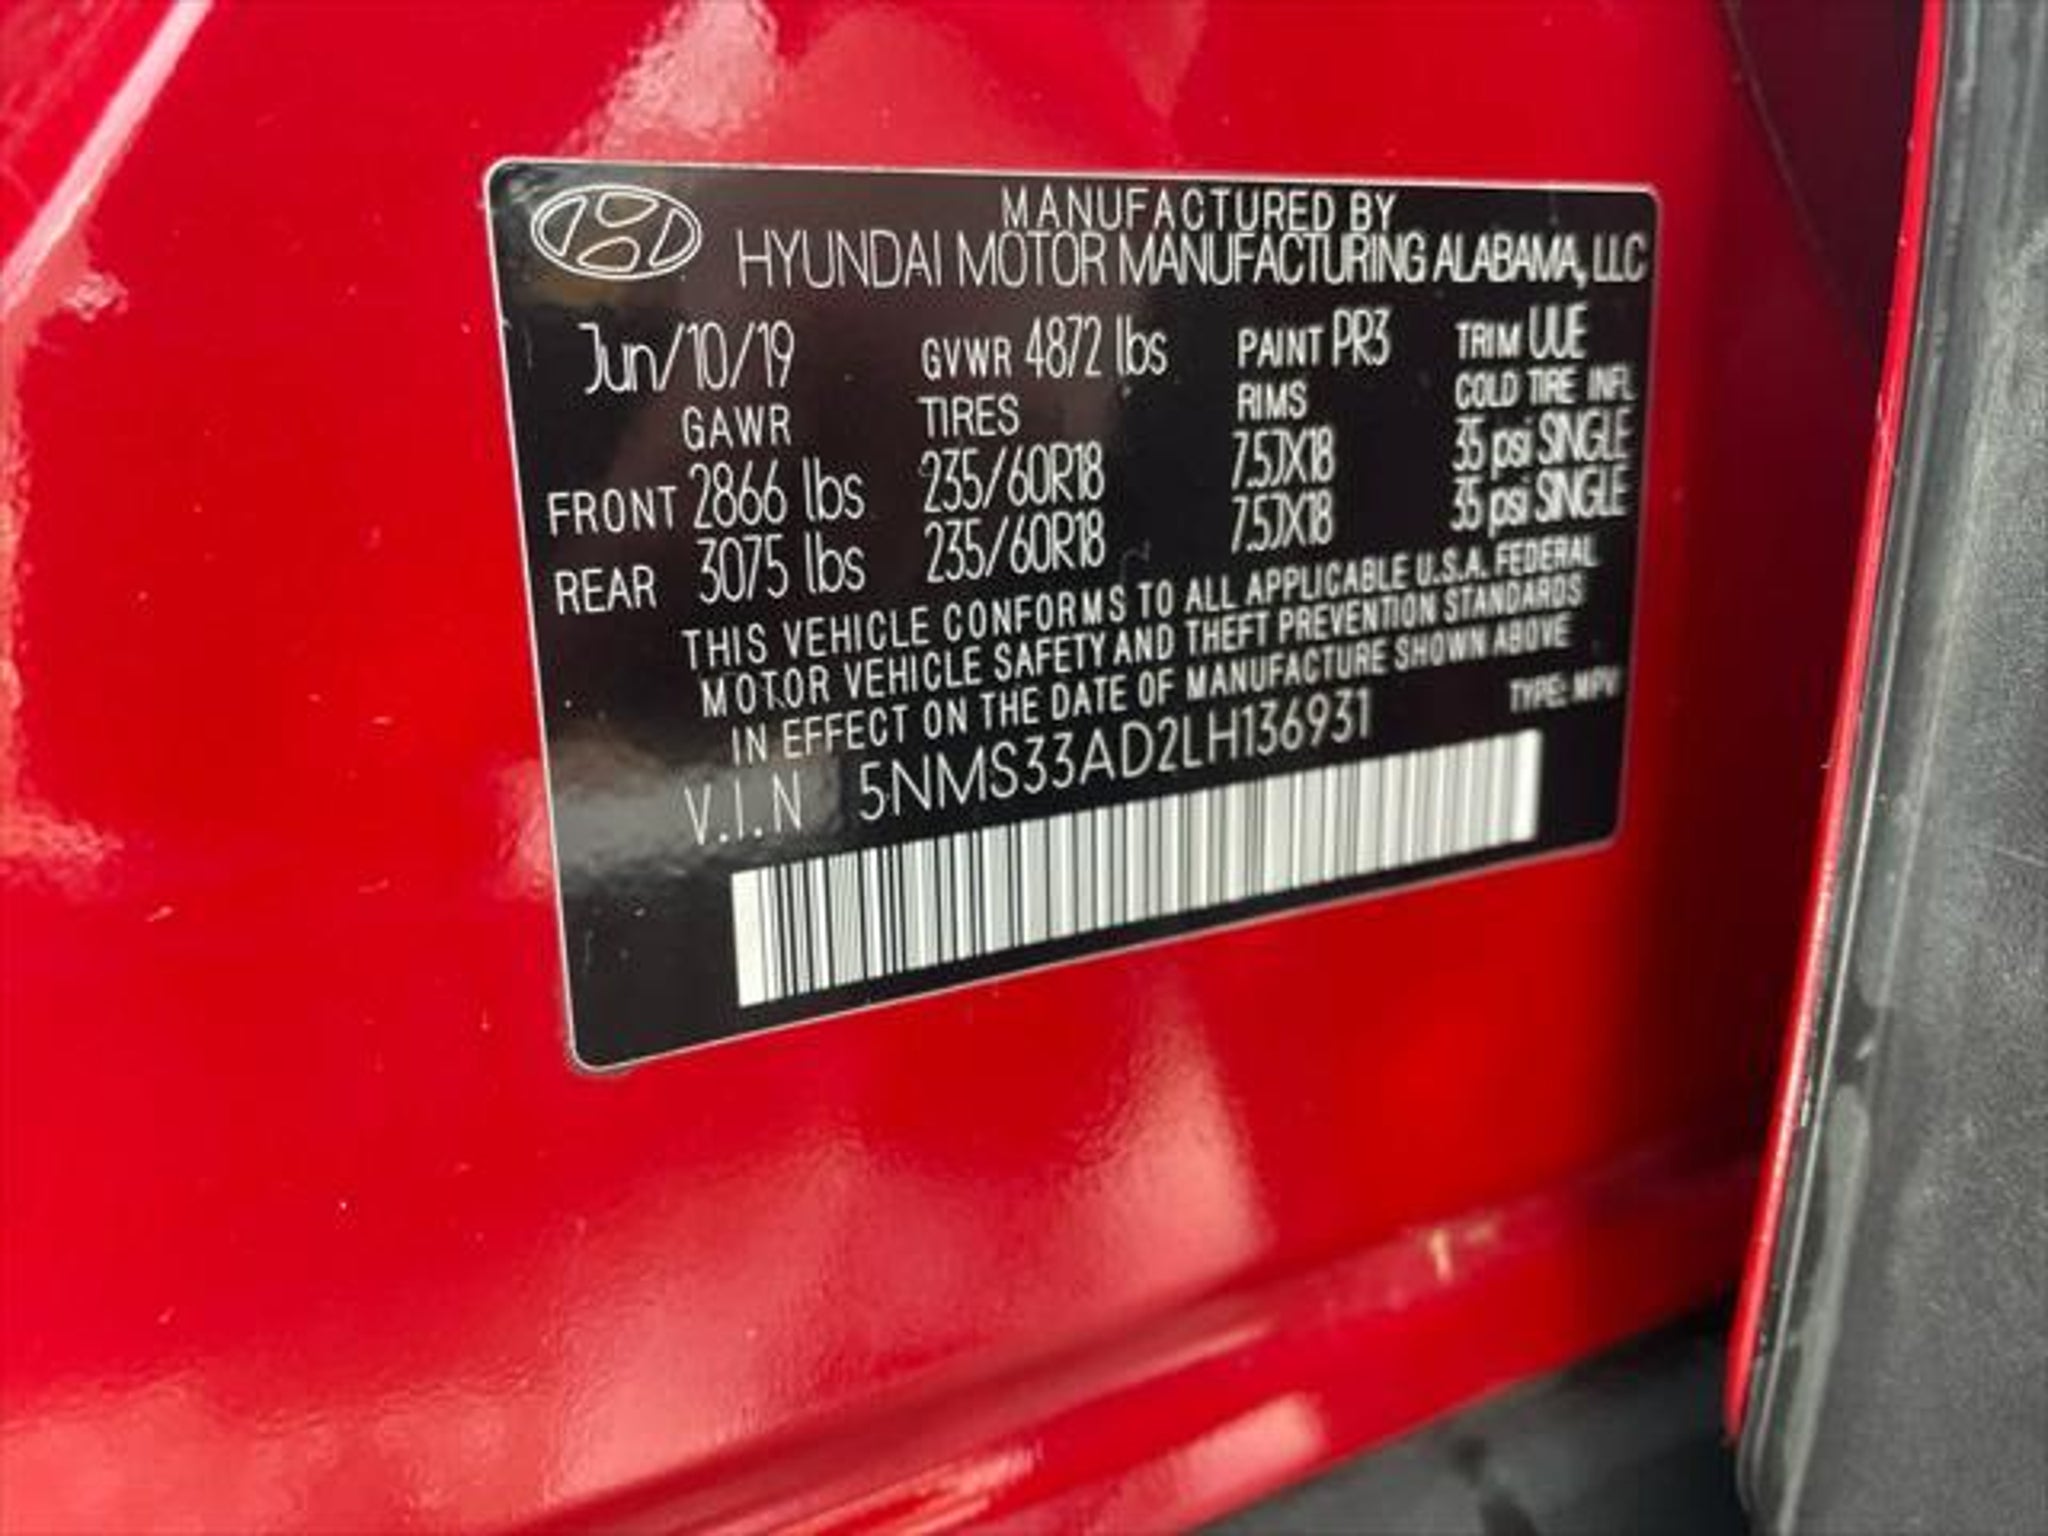 MANUFACTURED BY
HYUNDAI MOTOR MANUFACTURING ALABAMA, LLC
Jun/10/19 GVWR 4872 lbs PAINT PR3 TRIM UUE
GAWR TIRES RIMS COLD TIRE INFL
FRONT 2866 lbs 235/60R18 7.5JX18 35 psi SINGLE
REAR 3075 lbs 235/60R18 7.5JX18 35 psi SINGLE
THIS VEHICLE CONFORMS TO ALL APPLICABLE U.S.A. FEDERAL
MOTOR VEHICLE SAFETY AND THEFT PREVENTION STANDARDS
IN EFFECT ON THE DATE OF MANUFACTURE SHOWN ABOVE
V.I.N 5NMS33AD2LH136931 TYPE: MPV